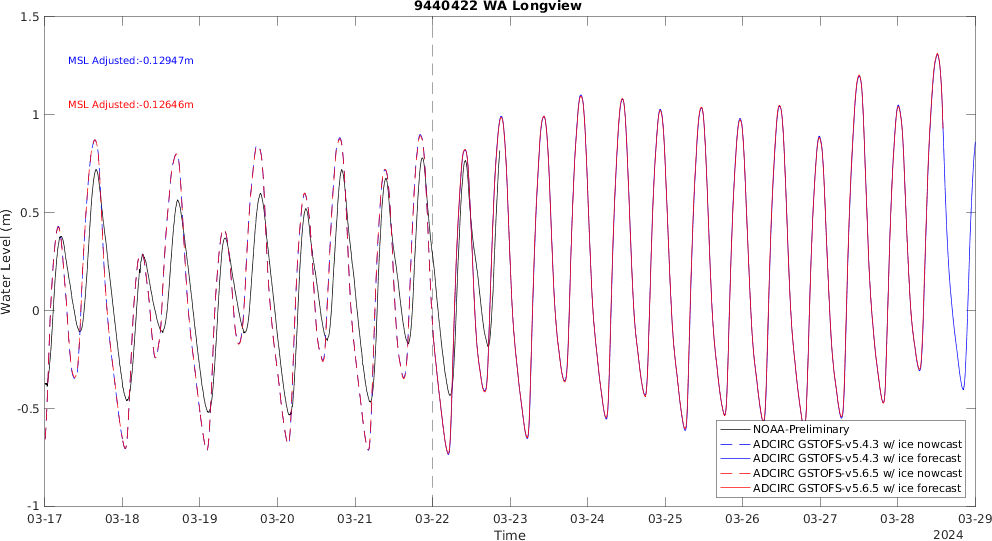 9440422 WA Longview
1.5
1
0.5
0
-0.5
-1
Water Level (m)
MSL Adjusted:-0.12947m
MSL Adjusted:-0.12646m
NOAA-Preliminary
ADCIRC GSTOFS-v5.4.3 w/ ice nowcast
ADCIRC GSTOFS-v5.4.3 w/ ice forecast
ADCIRC GSTOFS-v5.6.5 w/ ice nowcast
ADCIRC GSTOFS-v5.6.5 w/ ice forecast
03-17 03-18 03-19 03-20 03-21 03-22 03-23 03-24 03-25 03-26 03-27 03-28 03-29
Time
2024